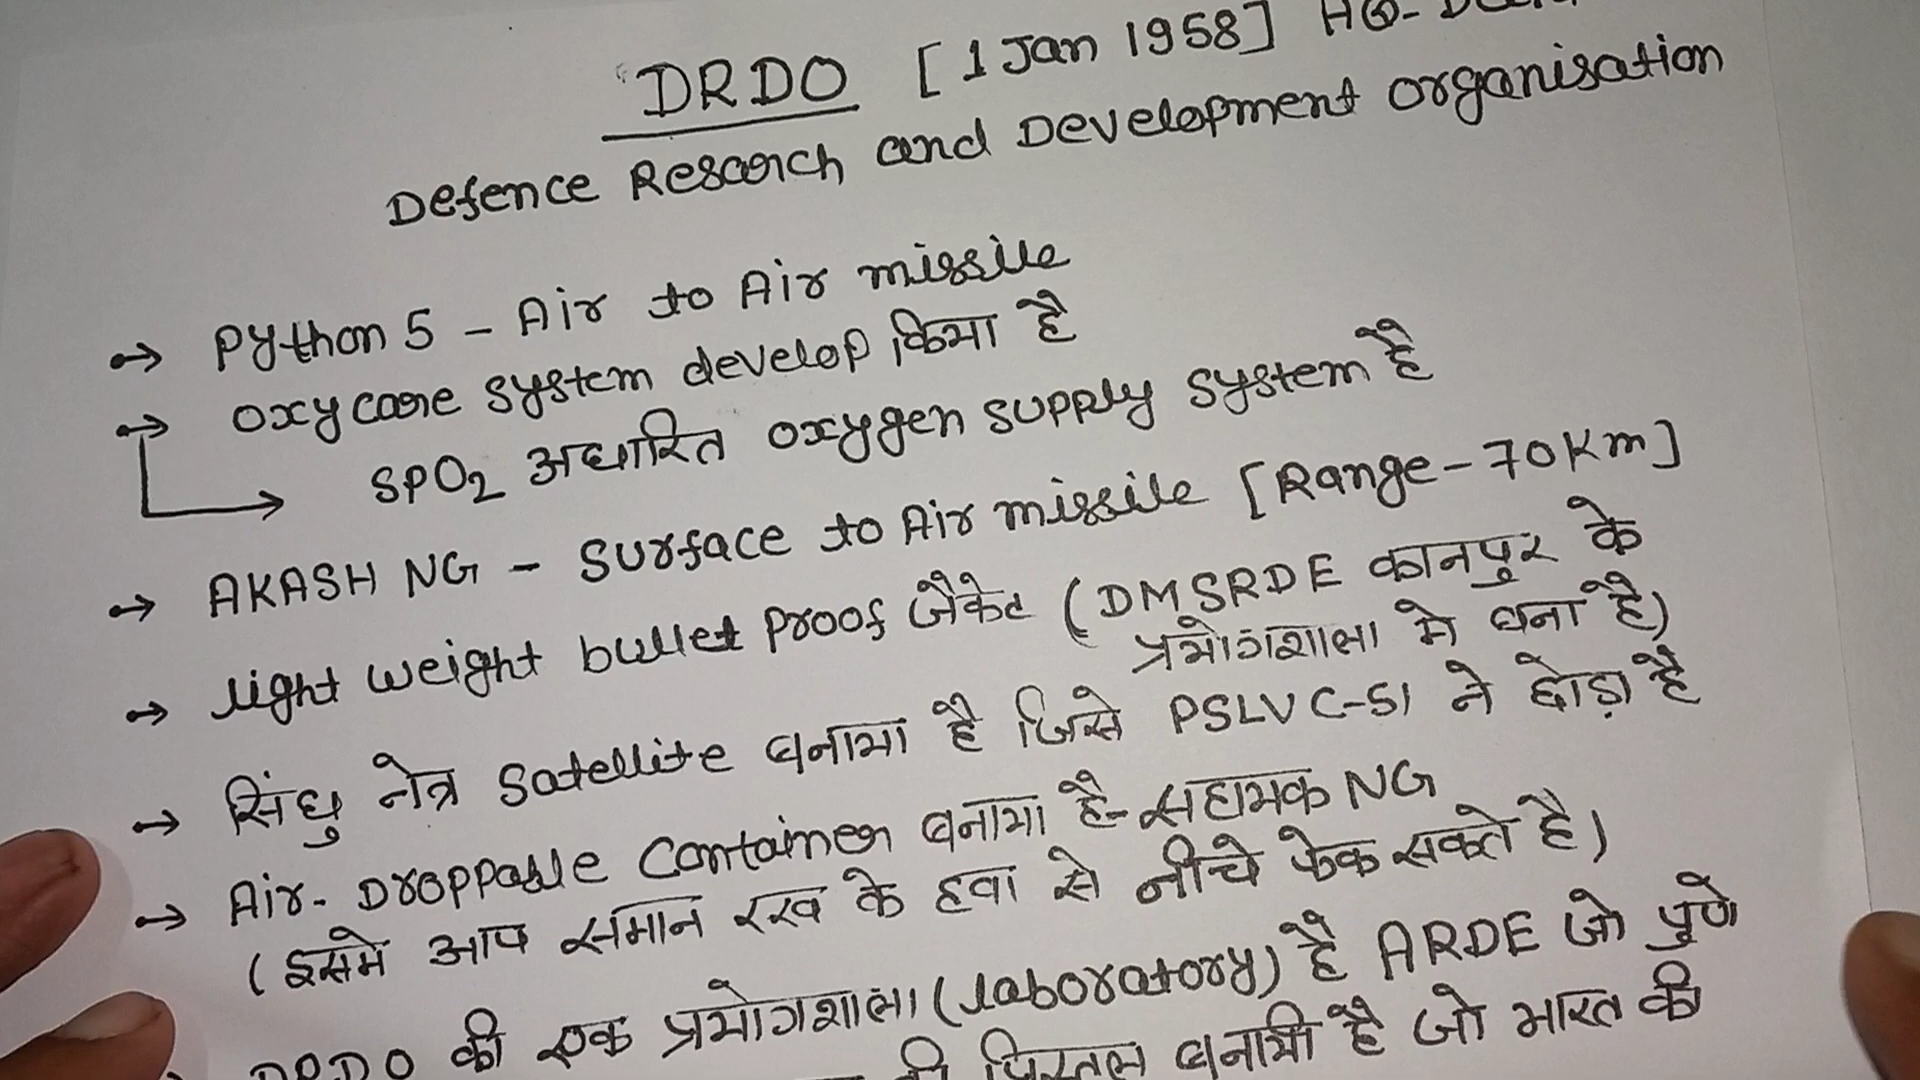 DRDO [1 Jan 1958] HQ-
Defence Research and Development organisation
→ Python 5 - Air to Air missile
→ oxycare system develop किया है
→ SPO2 अधारित oxygen supply system है
→ AKASH NG - Surface to Air missile [Range-70Km]
→ light weight bullet Proof जैकेट (DMSRDE कानपुर के
प्रयोगशाला मे बना है)
→ सिंधु नेत्र Satellite बनाया है जिसे PSLV C-51 ने छोड़ा है
→ Air-Droppable Container बनाया है-सहायक NG
(इसमे आप समान रख के हवा से नीचे फेक सकते है)
DRDO की एक प्रयोगशाला (laboratory) है ARDE जो पुणे
की पिस्तल बनायी है जो भारत की